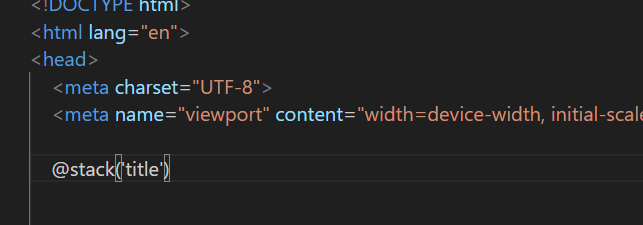 <!DOCTYPE html>
<html lang="en">
<head>
<meta charset="UTF-8">
<meta name="viewport" content="width=device-width, initial-scale
@stack('title')